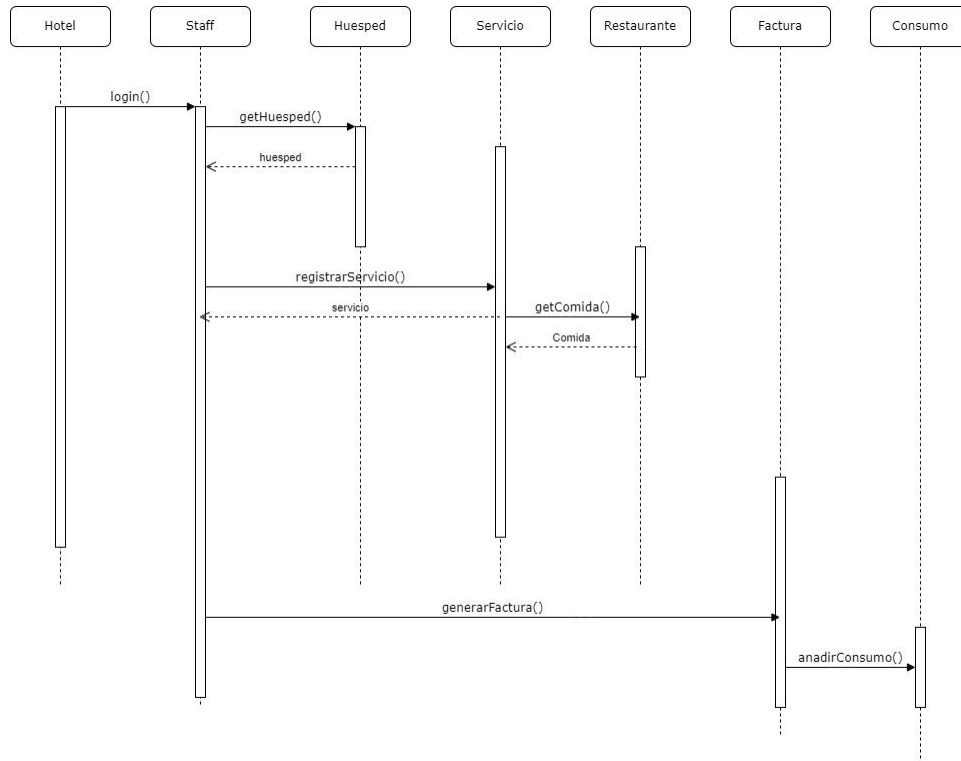 Hotel
Staff
Huesped
Servicio
Restaurante
Factura
Consumo
login()
getHuesped()
huesped
registrarServicio()
servicio
getComida()
Comida
generarFactura()
anadirConsumo()